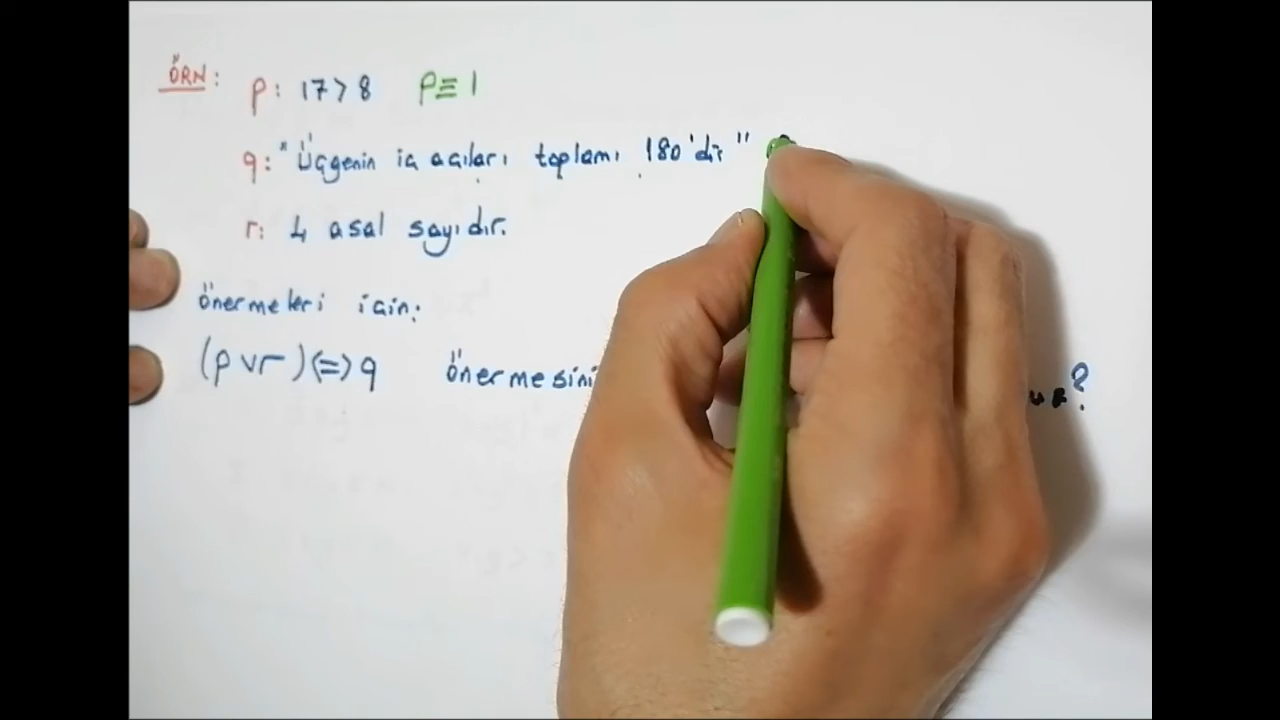 ÖRN: p: 17 > 8 p ≡ 1
q: "Üçgenin iç açıları toplamı 180'dir"
r: 4 asal sayıdır.
önermeleri için:
(p ∨ r) ⇔ q önermesini ?